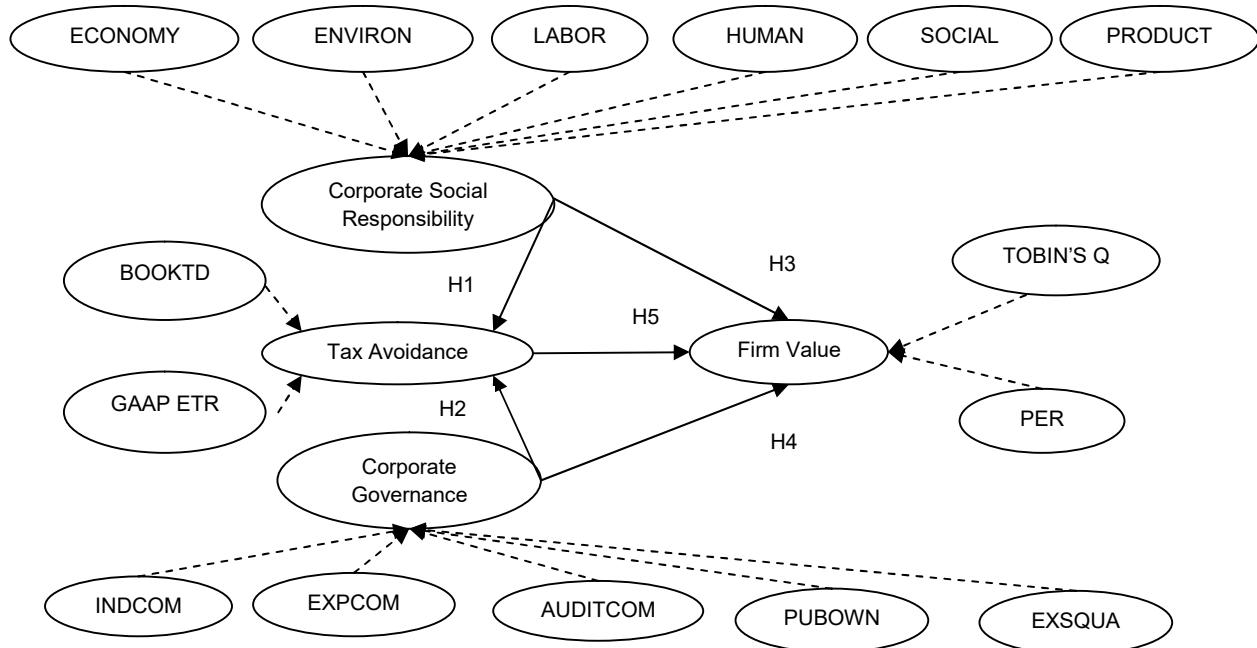 ECONOMY
ENVIRON
LABOR
HUMAN
SOCIAL
PRODUCT
Corporate Social
Responsibility
BOOKTD
TOBIN’S Q
H3
H1
H5
Tax Avoidance
Firm Value
GAAP ETR
H2
PER
H4
Corporate
Governance
INDCOM
EXPCOM
AUDITCOM
PUBOWN
EXSQUA